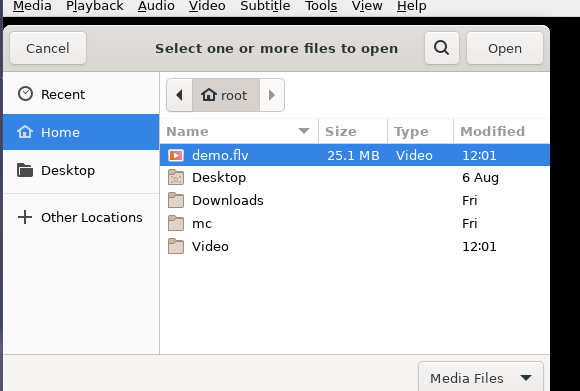 Media Playback Audio Video Subtitle Tools View Help
Cancel Select one or more files to open Open
Recent
Home
Desktop
Other Locations
root
Name Size Type Modified
demo.flv 25.1 MB Video 12:01
Desktop 6 Aug
Downloads Fri
mc Fri
Video 12:01
Media Files